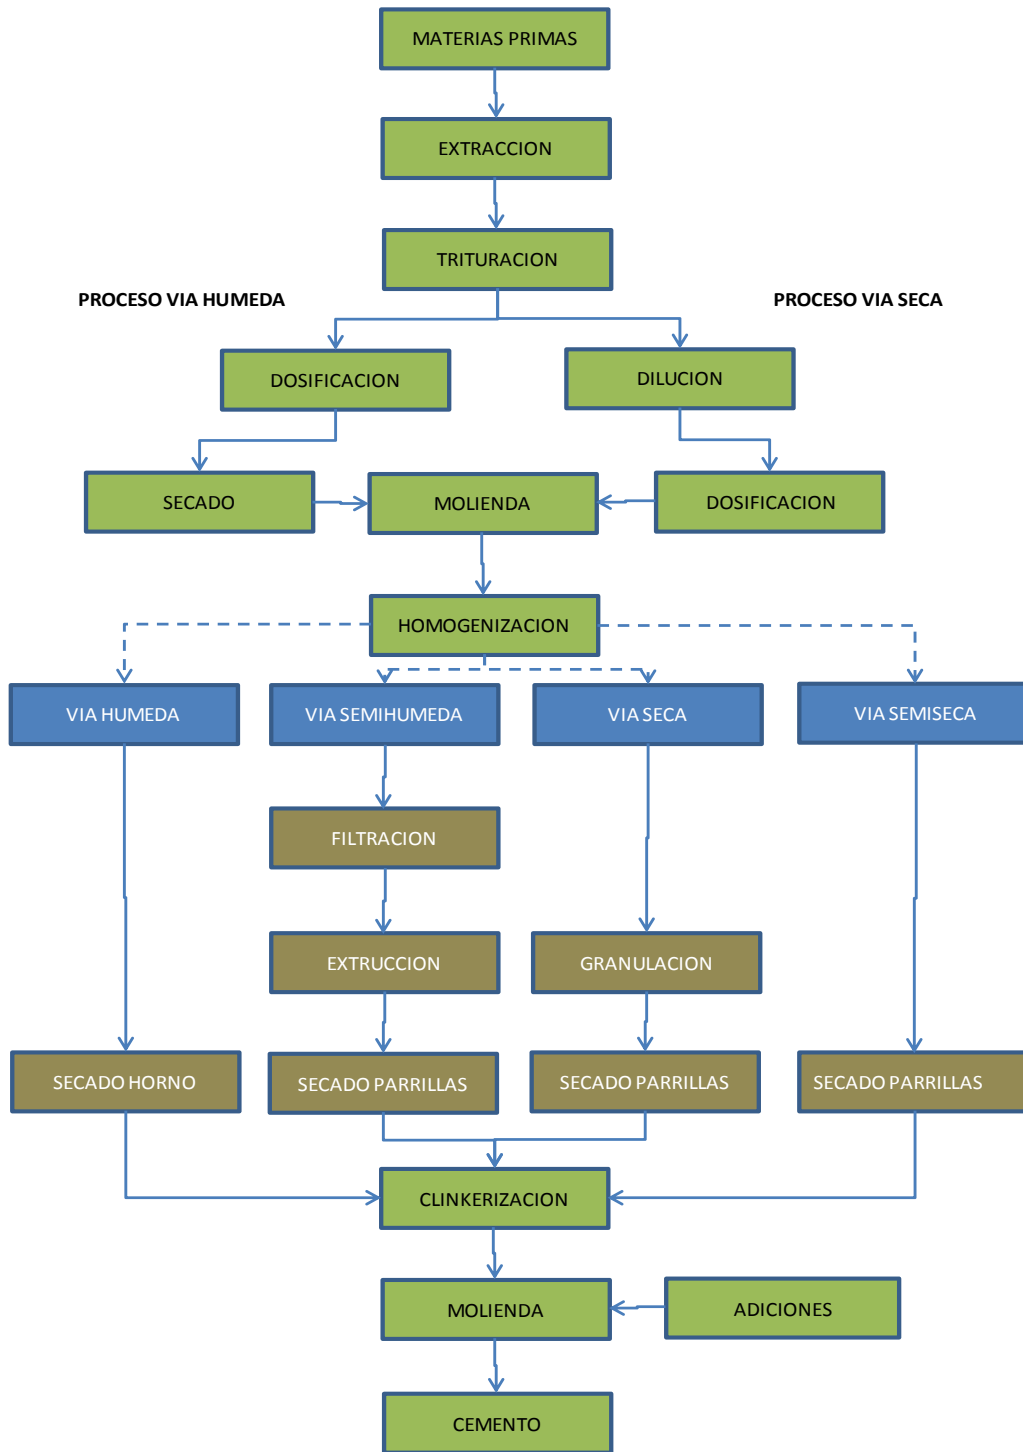 MATERIAS PRIMAS
EXTRACCION
TRITURACION
PROCESO VIA HUMEDA
PROCESO VIA SECA
DOSIFICACION
DILUCION
SECADO
MOLIENDA
DOSIFICACION
HOMOGENIZACION
VIA HUMEDA
VIA SEMIHUMEDA
VIA SECA
VIA SEMISECA
FILTRACION
EXTRUCCION
GRANULACION
SECADO HORNO
SECADO PARRILLAS
SECADO PARRILLAS
SECADO PARRILLAS
CLINKERIZACION
MOLIENDA
ADICIONES
CEMENTO